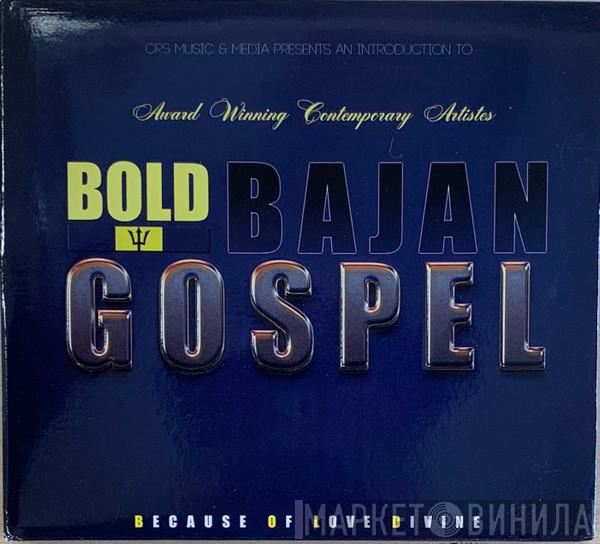 CRS MUSIC & MEDIA PRESENTS AN INTRODUCTION TO
Award Winning Contemporary Artistes
BOLD BAJAN
GOSPEL
BECAUSE OF LOVE DIVINE
МАРКЕТ ВИНИЛА